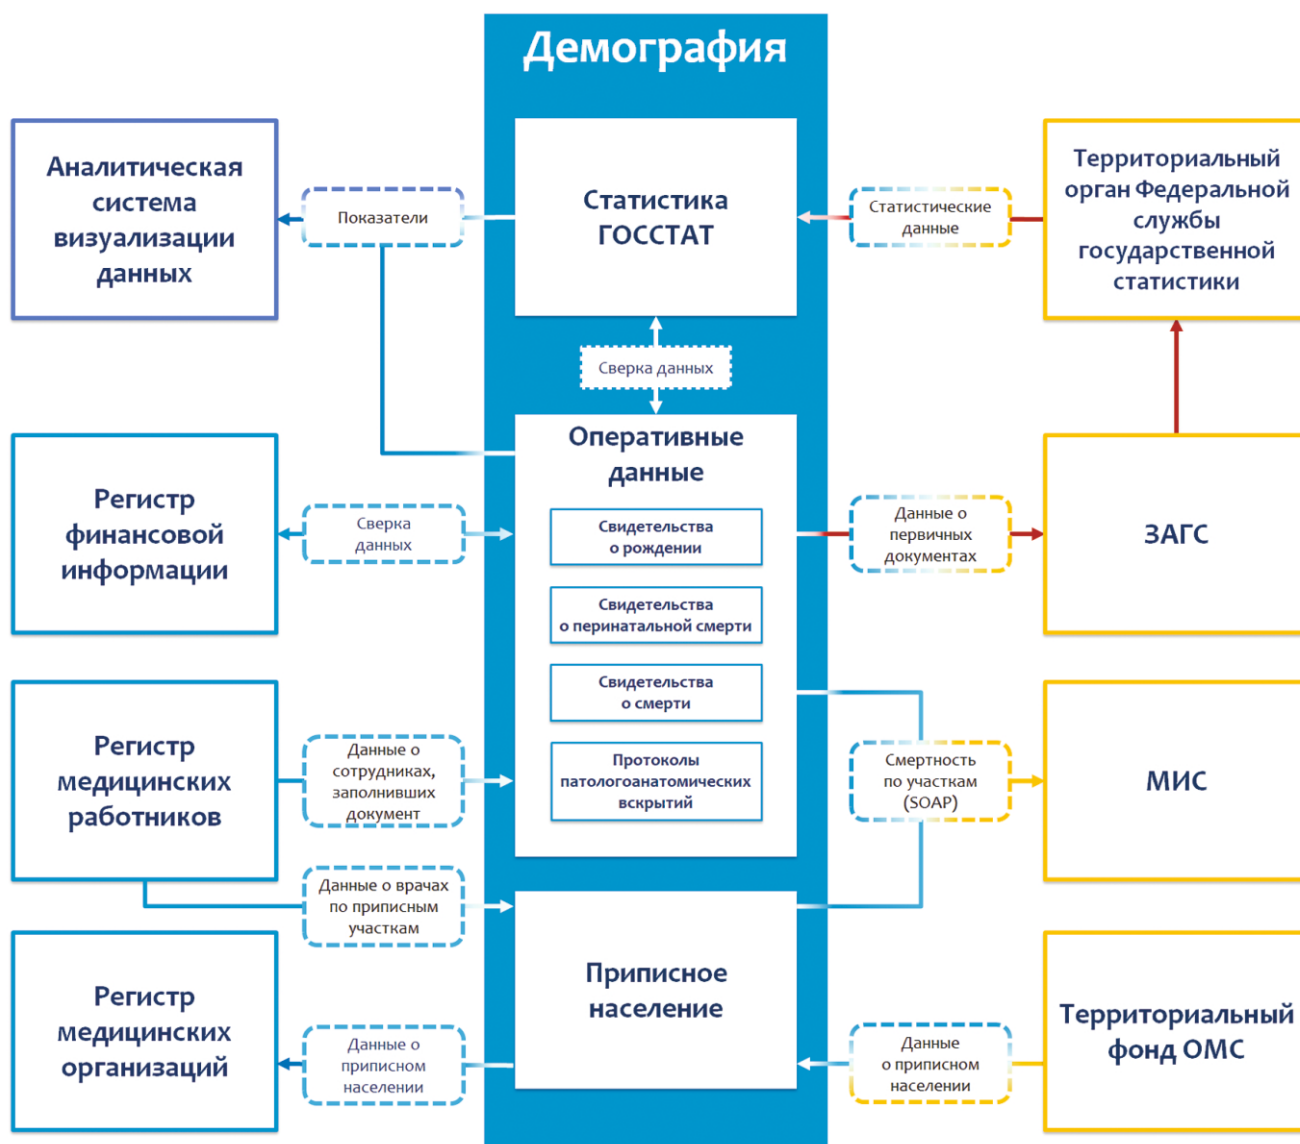 Демография
Аналитическая
система
визуализации
данных
Показатели
Статистика
ГОССТАТ
Статистические
данные
Территориальный
орган Федеральной
службы
государственной
статистики
Сверка данных
Оперативные
данные
Регистр
финансовой
информации
Сверка
данных
Свидетельства
о рождении
Свидетельства
о перинатальной смерти
Свидетельства
о смерти
Протоколы
патологоанатомических
вскрытий
Данные о
первичных
документах
ЗАГС
Регистр
медицинских
работников
Данные о
сотрудниках,
заполнивших
документ
Смертность
по участкам
(SOAP)
МИС
Данные о врачах
по приписным
участкам
Регистр
медицинских
организаций
Данные о
приписном
населении
Приписное
население
Данные
о приписном
населении
Территориальный
фонд ОМС